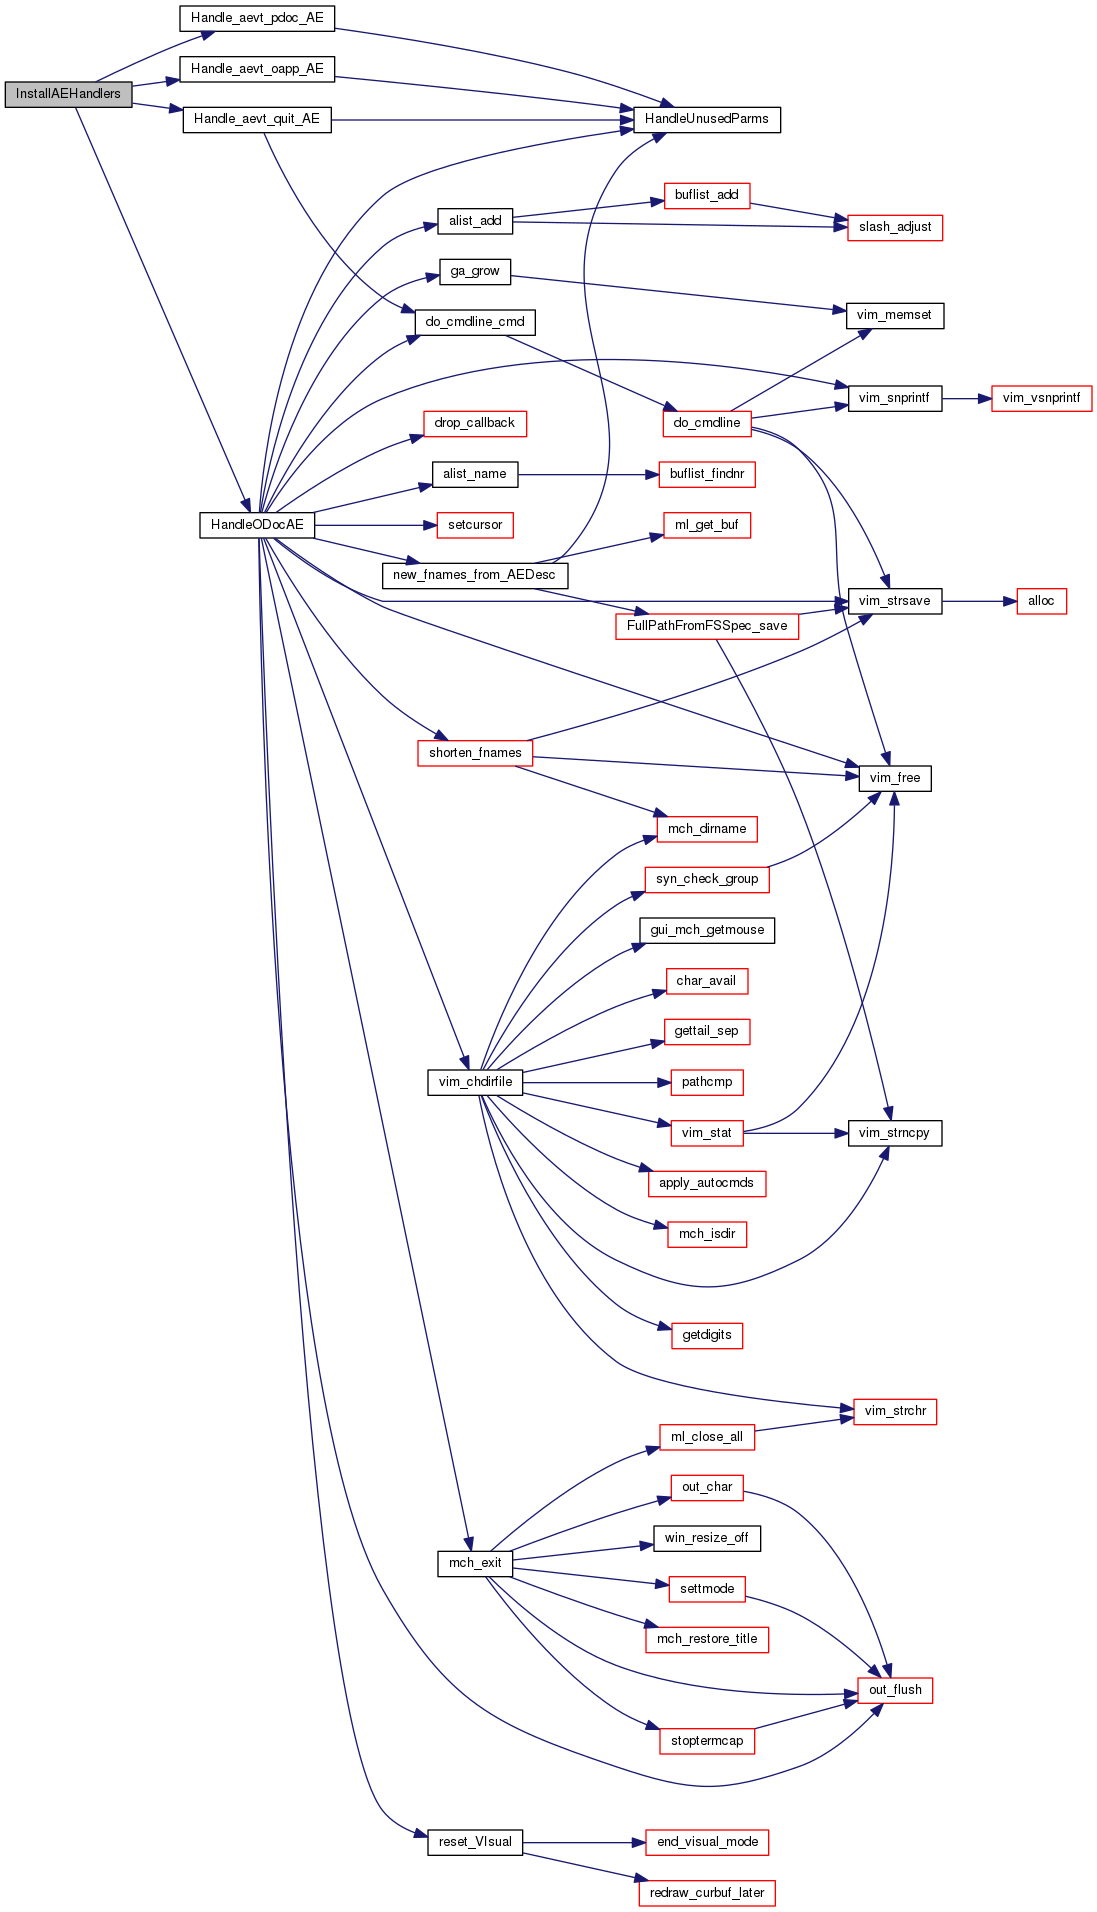 Handle_aevt_pdoc_AE
Handle_aevt_oapp_AE
InstallAEHandlers
Handle_aevt_quit_AE
HandleUnusedParms
buflist_add
alist_add
slash_adjust
ga_grow
vim_memset
do_cmdline_cmd
vim_snprintf
vim_vsnprintf
drop_callback
do_cmdline
alist_name
buflist_findnr
HandleODocAE
setcursor
ml_get_buf
new_fnames_from_AEDesc
vim_strsave
alloc
FullPathFromFSSpec_save
shorten_fnames
vim_free
mch_dirname
syn_check_group
gui_mch_getmouse
char_avail
gettail_sep
vim_chdirfile
pathcmp
vim_stat
vim_strncpy
apply_autocmds
mch_isdir
getdigits
vim_strchr
ml_close_all
out_char
win_resize_off
mch_exit
settmode
mch_restore_title
out_flush
stoptermcap
reset_VIsual
end_visual_mode
redraw_curbuf_later